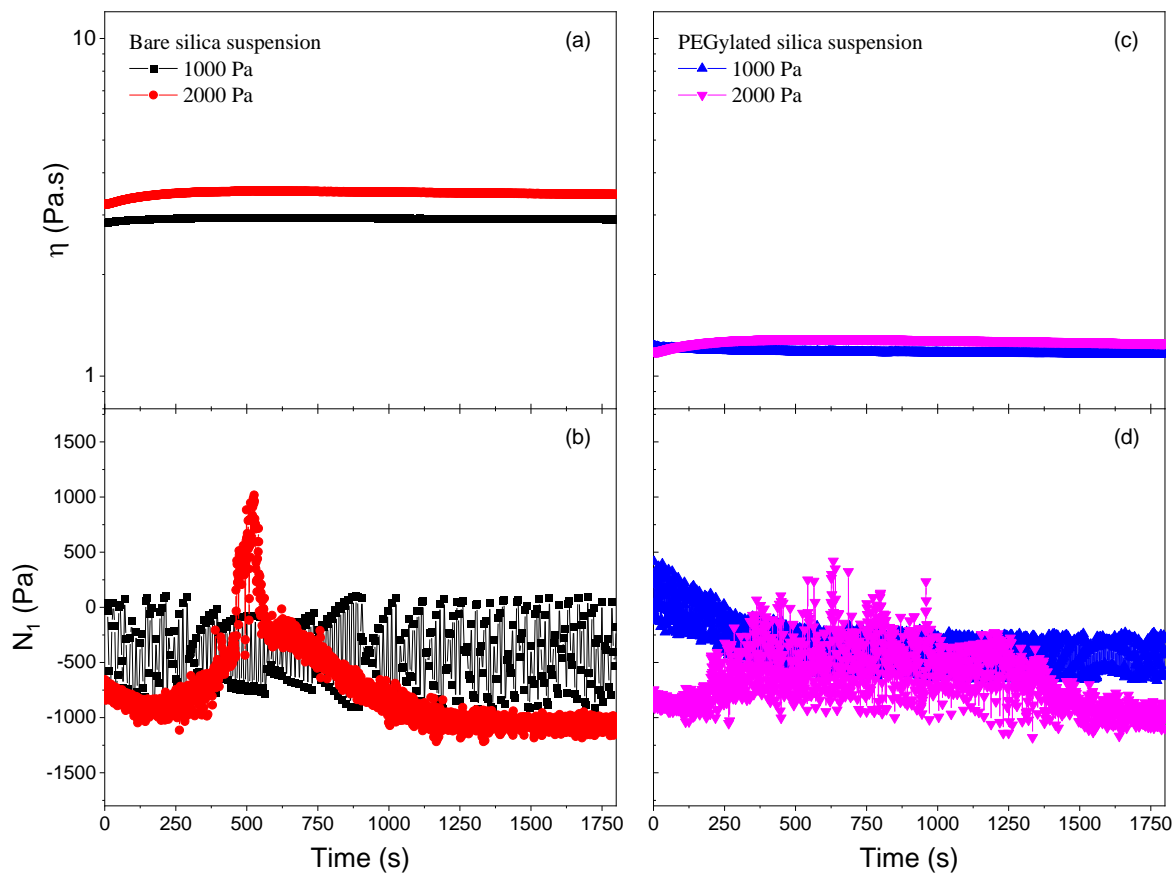 Bare silica suspension
1000 Pa
2000 Pa
(a)
10
1
η (Pa.s)
PEGylated silica suspension
1000 Pa
2000 Pa
(c)
(b)
1500
1000
500
0
-500
-1000
-1500
N₁ (Pa)
0 250 500 750 1000 1250 1500 1750
Time (s)
(d)
0 250 500 750 1000 1250 1500 1750
Time (s)